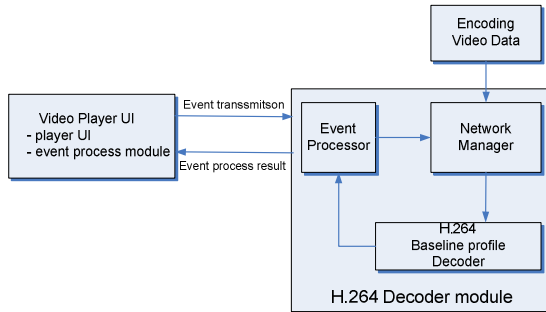 Encoding
Video Data
Video Player UI
- player UI
- event process module
Event transsmitson
Event process result
Event
Processor
Network
Manager
H.264
Baseline profile
Decoder
H.264 Decoder module